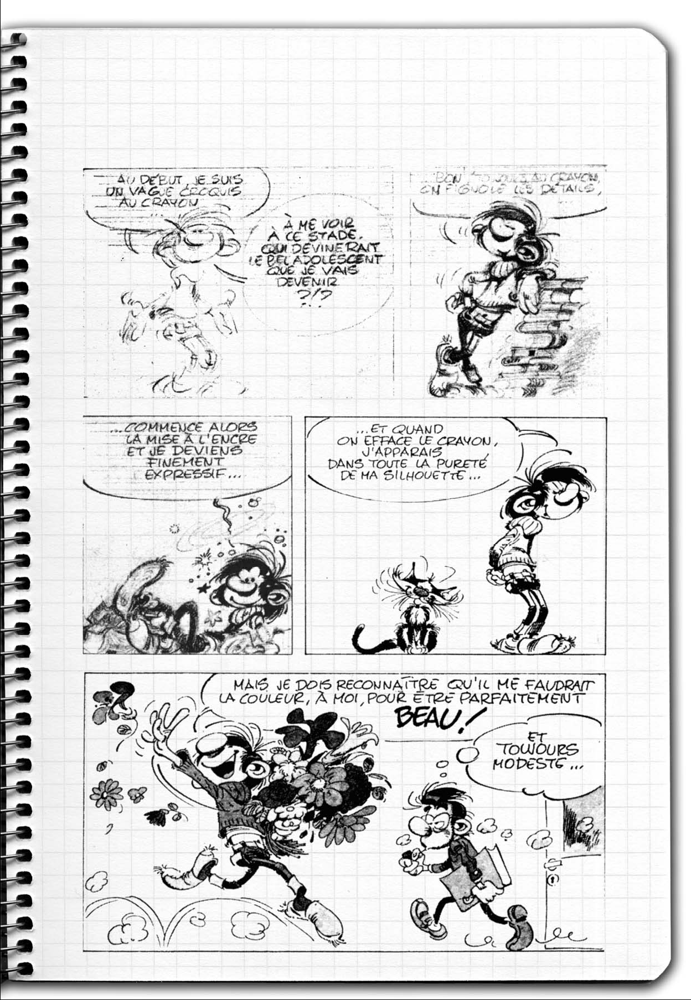 AU DÉBUT, JE SUIS
UN VAGUE CROQUIS
AU CRAYON
...
À ME VOIR
À CE STADE,
QUI DEVINERAIT
LE BEL ADOLESCENT
QUE JE VAIS
DEVENIR
?!?
...BON TOUJOURS AU CRAYON,
ON FIGNOLE LES DÉTAILS,
...COMMENCE ALORS
LA MISE À L'ENCRE
ET JE DEVIENS
FINEMENT
EXPRESSIF...
...ET QUAND
ON EFFACE LE CRAYON,
J'APPARAIS
DANS TOUTE LA PURETÉ
DE MA SILHOUETTE...
MAIS JE DOIS RECONNAÎTRE QU'IL ME FAUDRAIT
LA COULEUR, À MOI, POUR ÊTRE PARFAITEMENT
BEAU!
ET
TOUJOURS
MODESTE...